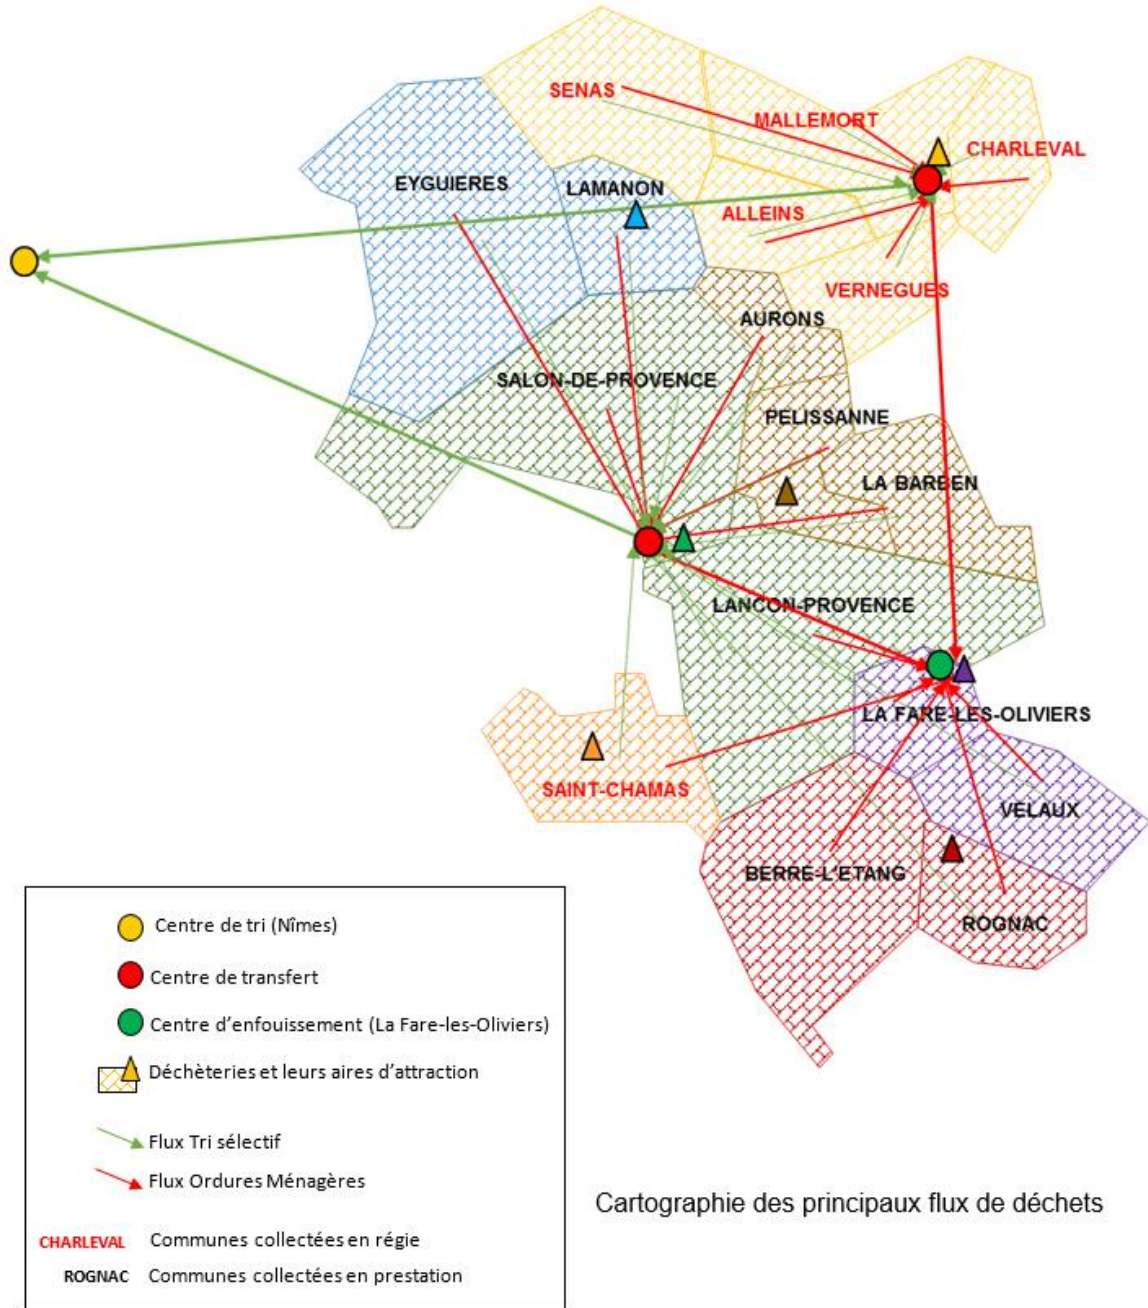 SENAS
MALLEMORT
CHARLEVAL
EYGUIERES
LAMANON
ALLEINS
VERNEGUES
AURONS
SALON-DE-PROVENCE
PELISSANNE
LA BARBEN
LANCON-PROVENCE
LA FARE-LES-OLIVIERS
SAINT-CHAMAS
VELAUX
BERRE-L'ETANG
ROGNAC
Centre de tri (Nîmes)
Centre de transfert
Centre d'enfouissement (La Fare-les-Oliviers)
Déchèteries et leurs aires d'attraction
Flux Tri sélectif
Flux Ordures Ménagères
CHARLEVAL Communes collectées en régie
ROGNAC Communes collectées en prestation
Cartographie des principaux flux de déchets